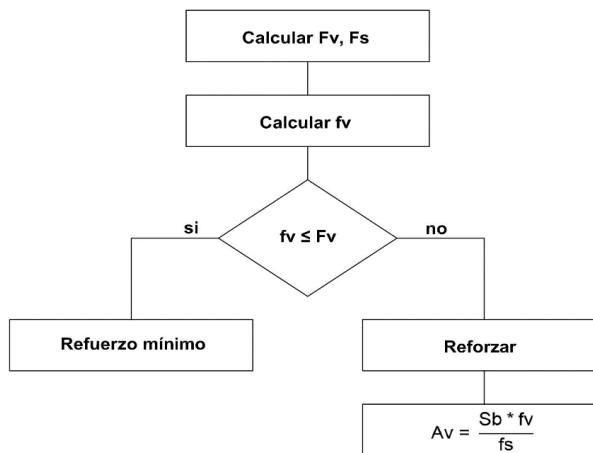 Calcular Fv, Fs
Calcular fv
si
fv ≤ Fv
no
Refuerzo mínimo
Reforzar
Av = Sb * fv / fs